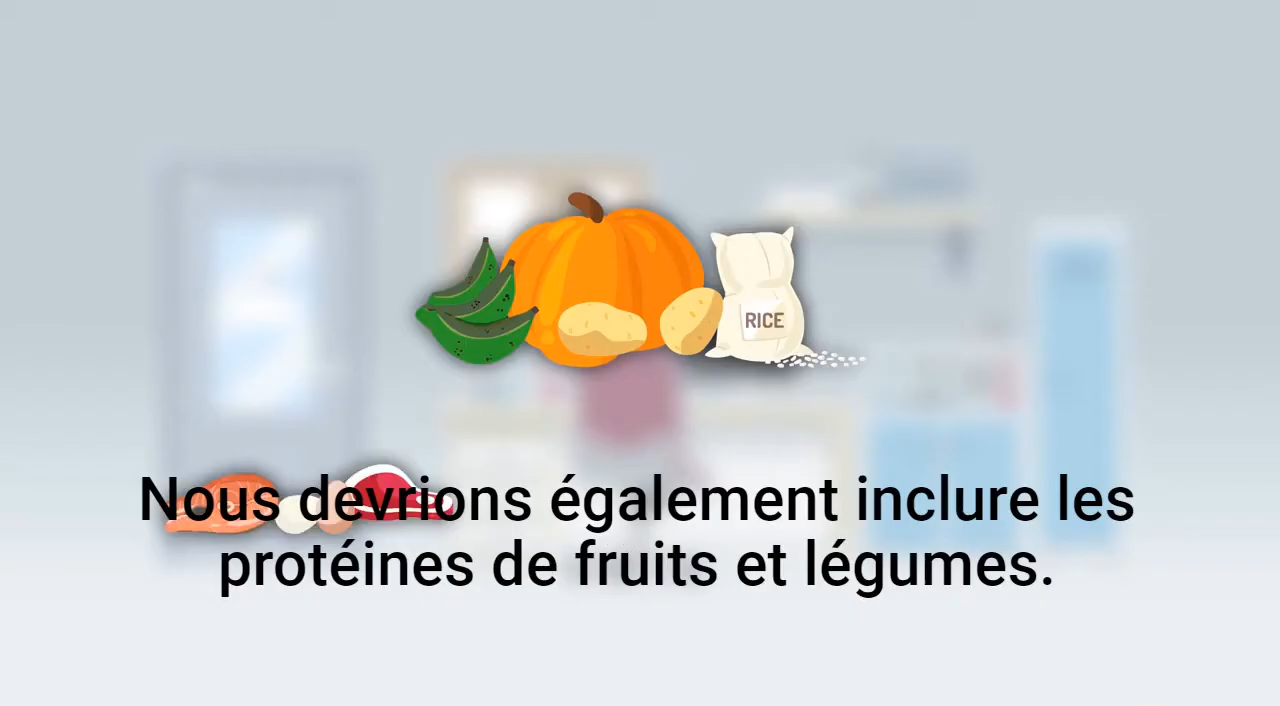 RICE
Nous devrions également inclure les
protéines de fruits et légumes.